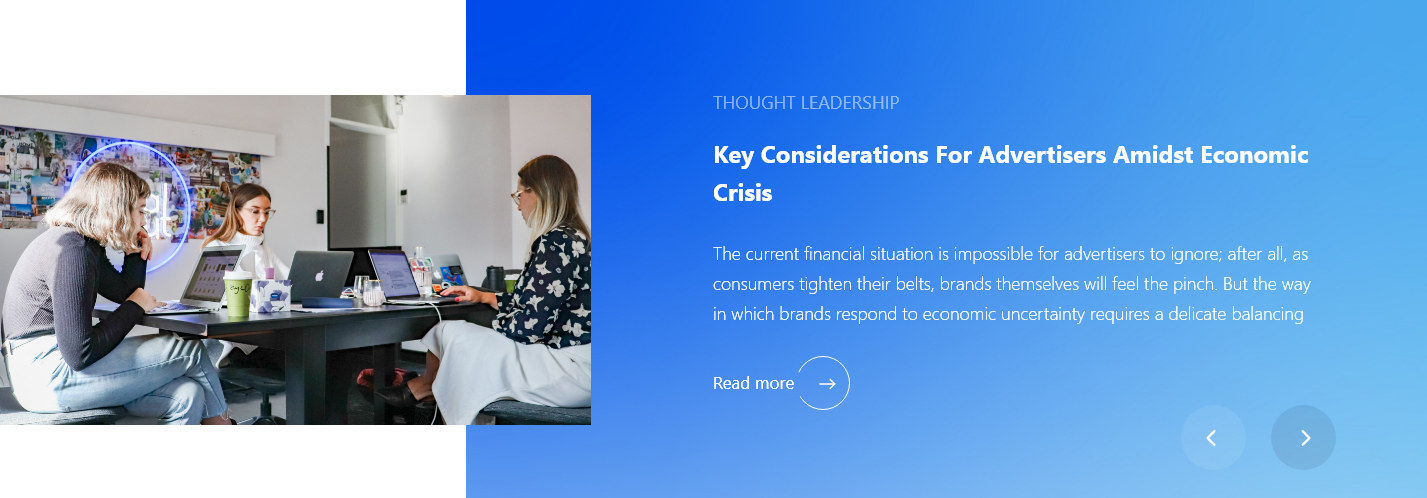 THOUGHT LEADERSHIP
Key Considerations For Advertisers Amidst Economic
Crisis
The current financial situation is impossible for advertisers to ignore; after all, as
consumers tighten their belts, brands themselves will feel the pinch. But the way
in which brands respond to economic uncertainty requires a delicate balancing
Read more